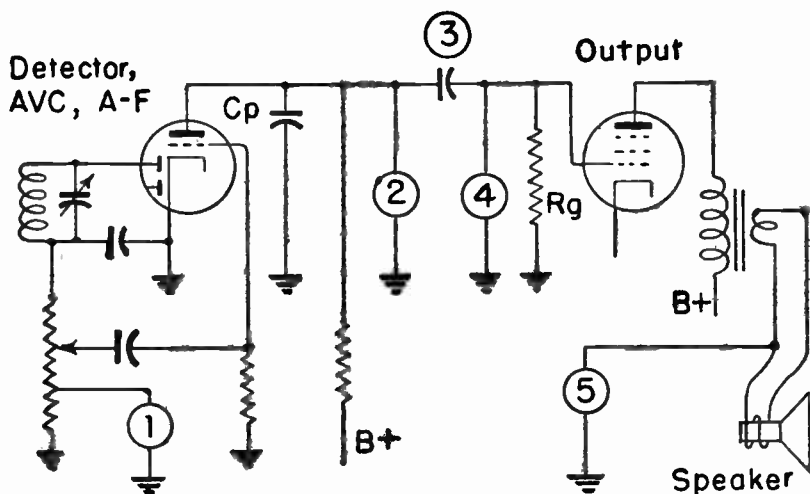 3
Output
Detector,
AVC, A-F
Cp
2
4
Rg
B+
1
B+
5
Speaker